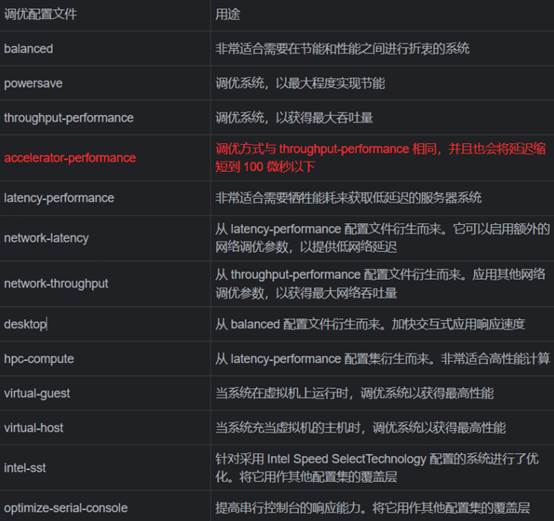 调优配置文件 用途
balanced 非常适合需要在节能和性能之间进行折衷的系统
powersave 调优系统，以最大程度实现节能
throughput-performance 调优系统，以获得最大吞吐量
accelerator-performance 调优方式与 throughput-performance 相同，并且也会将延迟缩
短到 100 微秒以下
latency-performance 非常适合需要牺牲能耗来获取低延迟的服务器系统
network-latency 从 latency-performance 配置文件衍生而来。它可以启用额外的
网络调优参数，以提供低网络延迟
network-throughput 从 throughput-performance 配置文件衍生而来。应用其他网络
调优参数，以获得最大网络吞吐量
desktop 从 balanced 配置文件衍生而来。加快交互式应用响应速度
hpc-compute 从 latency-performance 配置集衍生而来。非常适合高性能计算
virtual-guest 当系统在虚拟机上运行时，调优系统以获得最高性能
virtual-host 当系统充当虚拟机的主机时，调优系统以获得最高性能
intel-sst 针对采用 Intel Speed SelectTechnology 配置的系统进行了优
化。将它用作其他配置集的覆盖层
optimize-serial-console 提高串行控制台的响应能力。将它用作其他配置集的覆盖层